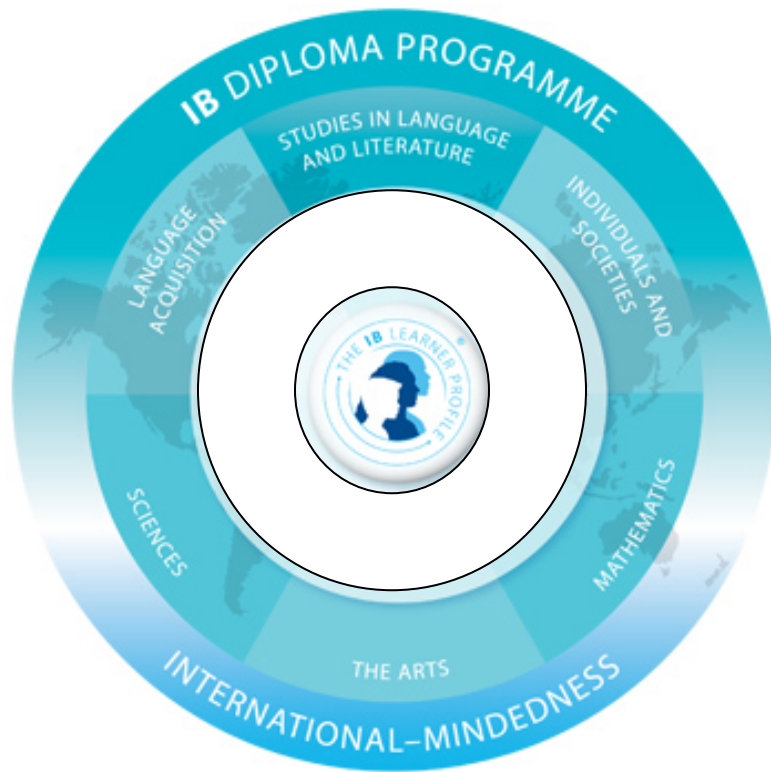 IB DIPLOMA PROGRAMME
STUDIES IN LANGUAGE
AND LITERATURE
LANGUAGE
ACQUISITION
INDIVIDUALS AND
SOCIETIES
THE IB LEARNER PROFILE ®
SCIENCES
MATHEMATICS
THE ARTS
INTERNATIONAL–MINDEDNESS